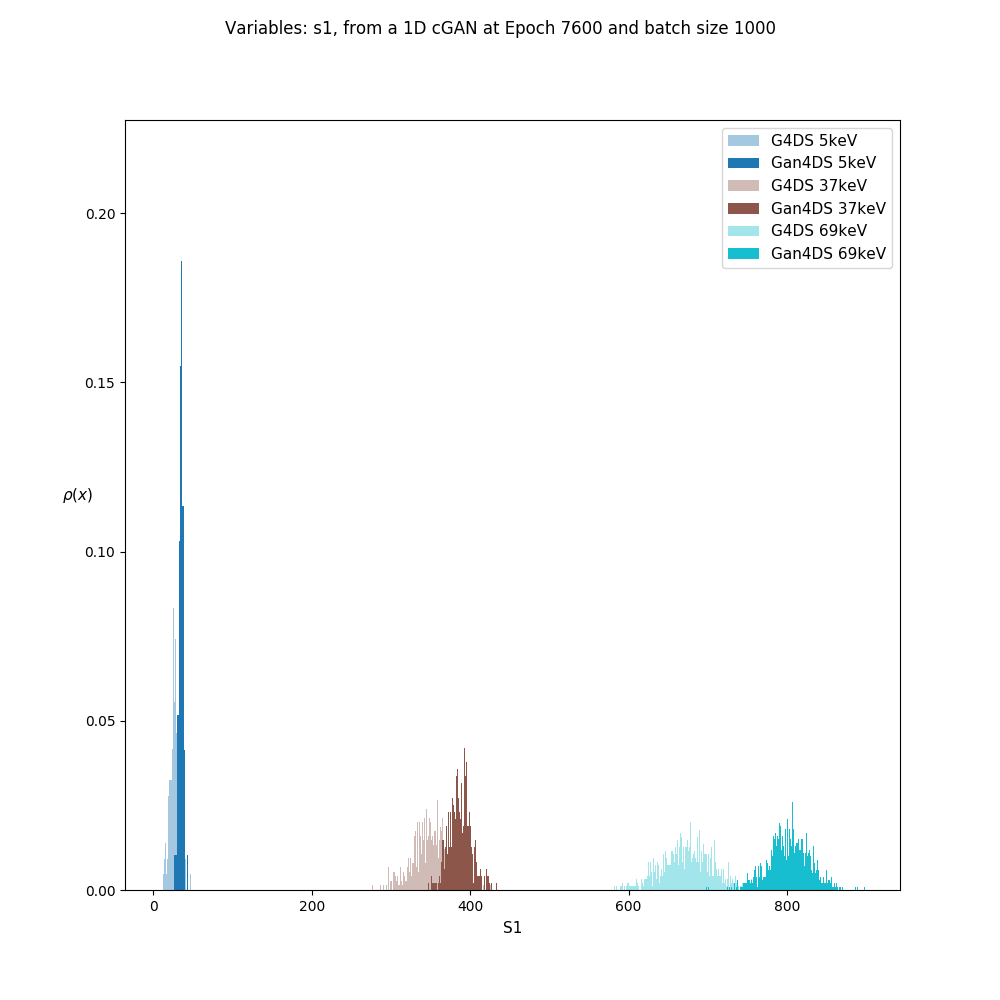 Variables: s1, from a 1D cGAN at Epoch 7600 and batch size 1000
G4DS 5keV
Gan4DS 5keV
G4DS 37keV
Gan4DS 37keV
G4DS 69keV
Gan4DS 69keV
0.20
0.15
ρ(x)
0.10
0.05
0.00
0 200 400 600 800
S1